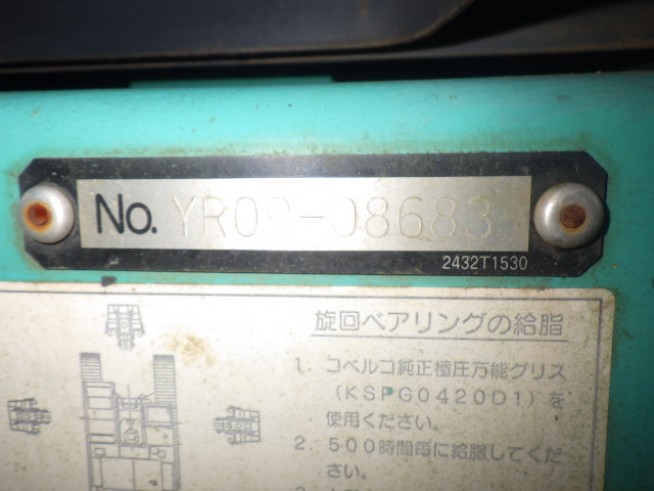 No. YR09-08683
2432T1530
旋回ベアリングの給脂
1. コベルコ純正極圧万能グリス
(KSPG0420D1)を
使用ください。
2. 500時間毎に給脂してくだ
さい。